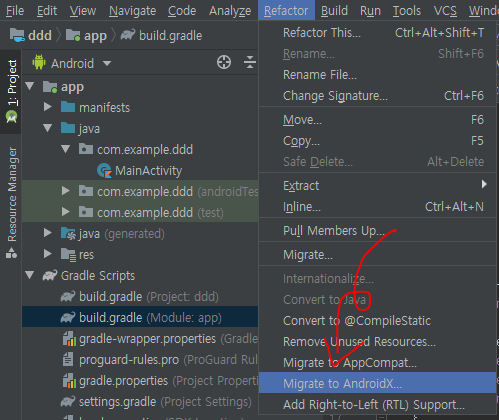 File Edit View Navigate Code Analyze Refactor Build Run Tools VCS
ddd app build.gradle
Android
1: Project
Resource Manager
app
manifests
java
com.example.ddd
MainActivity
com.example.ddd (androidTes
com.example.ddd (test)
java (generated)
res
Gradle Scripts
build.gradle (Project: ddd)
build.gradle (Module: app)
gradle-wrapper.properties (Gradle
proguard-rules.pro (ProGuard Rul
gradle.properties (Project Propert
settings.gradle (Project Settings)
Refactor This... Ctrl+Alt+Shift+T
Rename... Shift+F6
Rename File...
Change Signature... Ctrl+F6
Move... F6
Copy... F5
Safe Delete... Alt+Delete
Extract
Inline... Ctrl+Alt+N
Pull Members Up...
Migrate...
Internationalize...
Convert to Java
Convert to @CompileStatic
Remove Unused Resources...
Migrate to AppCompat...
Migrate to AndroidX...
Add Right-to-Left (RTL) Support...